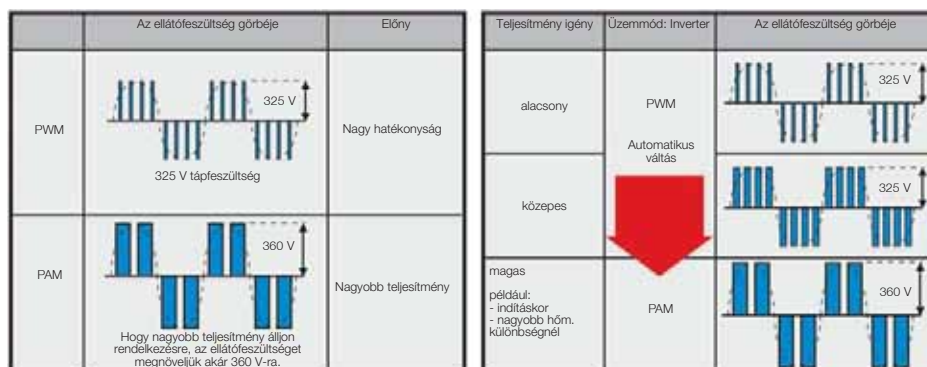 Az ellátófeszültség görbéje
Előny
PWM
325 V
325 V tápfeszültség
Nagy hatékonyság
PAM
360 V
Hogy nagyobb teljesítmény álljon
rendelkezésre, az ellátófeszültséget
megnöveljük akár 360 V-ra.
Nagyobb teljesítmény
Teljesítmény igény
Üzemmód: Inverter
Az ellátófeszültség görbéje
alacsony
PWM
325 V
Automatikus
váltás
közepes
325 V
magas
például:
- indításkor
- nagyobb hőm.
különbségnél
PAM
360 V